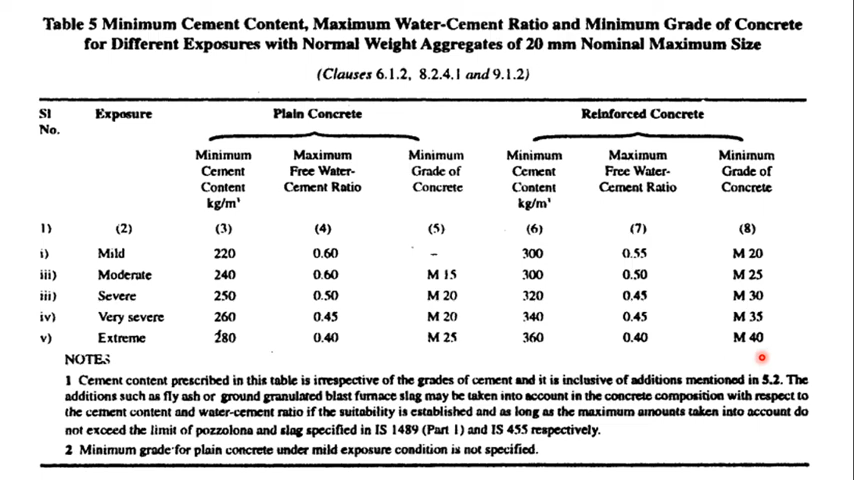 Table 5 Minimum Cement Content, Maximum Water-Cement Ratio and Minimum Grade of Concrete
for Different Exposures with Normal Weight Aggregates of 20 mm Nominal Maximum Size
(Clauses 6.1.2, 8.2.4.1 and 9.1.2)
Sl No. Exposure Plain Concrete Reinforced Concrete
Minimum Cement Content kg/m³ Maximum Free Water-Cement Ratio Minimum Grade of Concrete Minimum Cement Content kg/m³ Maximum Free Water-Cement Ratio Minimum Grade of Concrete
1) (2) (3) (4) (5) (6) (7) (8)
i) Mild 220 0.60 – 300 0.55 M 20
iii) Moderate 240 0.60 M 15 300 0.50 M 25
iii) Severe 250 0.50 M 20 320 0.45 M 30
iv) Very severe 260 0.45 M 20 340 0.45 M 35
v) Extreme 280 0.40 M 25 360 0.40 M 40
NOTES
1 Cement content prescribed in this table is irrespective of the grades of cement and it is inclusive of additions mentioned in 5.2. The
additions such as fly ash or ground granulated blast furnace slag may be taken into account in the concrete composition with respect to
the cement content and water-cement ratio if the suitability is established and as long as the maximum amounts taken into account do
not exceed the limit of pozzolona and slag specified in IS 1489 (Part 1) and IS 455 respectively.
2 Minimum grade for plain concrete under mild exposure condition is not specified.